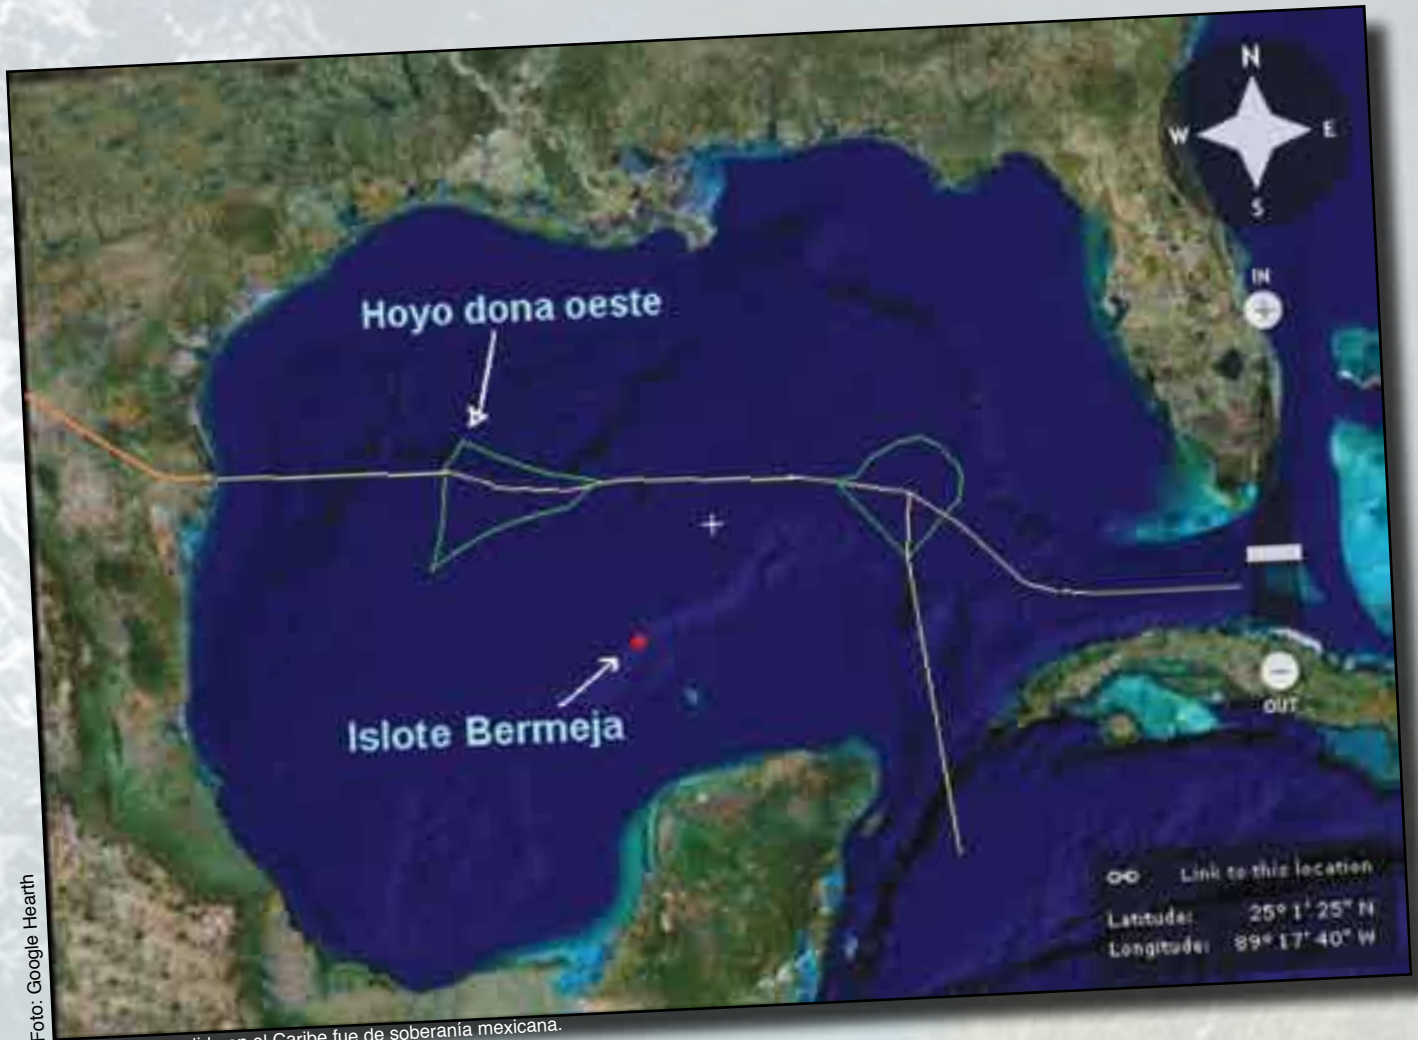 N
W
E
S
IN
Hoyo dona oeste
Islote Bermeja
OUT
Link to this location
Latitude: 25° 1' 25" N
Longitude: 89° 17' 40" W
Foto: Google Hearth
en el Caribe fue de soberanía mexicana.